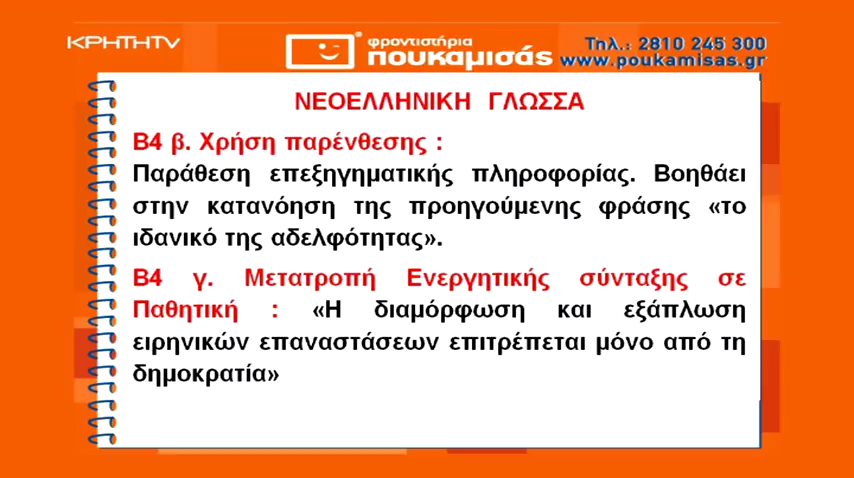 ΚΡΗΤΗTV
φροντιστήρια
πουκαμισάς
Τηλ.: 2810 245 300
www.poukamisas.gr
ΝΕΟΕΛΛΗΝΙΚΗ ΓΛΩΣΣΑ
Β4 β. Χρήση παρένθεσης :
Παράθεση επεξηγηματικής πληροφορίας. Βοηθάει
στην κατανόηση της προηγούμενης φράσης «το
ιδανικό της αδελφότητας».
Β4 γ. Μετατροπή Ενεργητικής σύνταξης σε
Παθητική : «Η διαμόρφωση και εξάπλωση
ειρηνικών επαναστάσεων επιτρέπεται μόνο από τη
δημοκρατία»